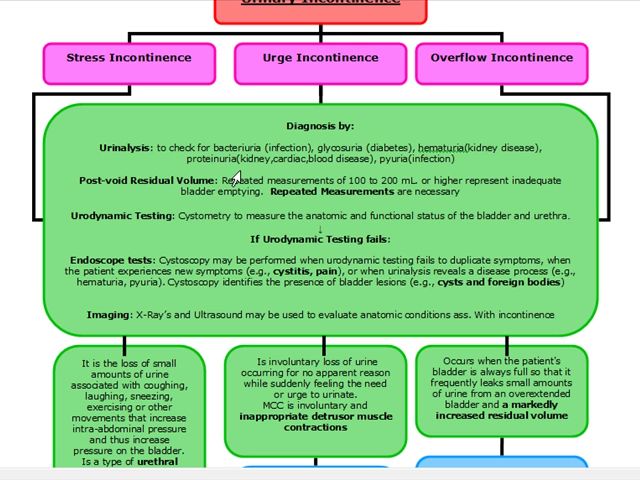 Urinary Incontinence
Stress Incontinence
Urge Incontinence
Overflow Incontinence
Diagnosis by:
Urinalysis: to check for bacteriuria (infection), glycosuria (diabetes), hematuria(kidney disease),
proteinuria(kidney,cardiac,blood disease), pyuria(infection)
Post-void Residual Volume: Repeated measurements of 100 to 200 mL. or higher represent inadequate
bladder emptying. Repeated Measurements are necessary
Urodynamic Testing: Cystometry to measure the anatomic and functional status of the bladder and urethra.
↓
If Urodynamic Testing fails:
Endoscope tests: Cystoscopy may be performed when urodynamic testing fails to duplicate symptoms, when
the patient experiences new symptoms (e.g., cystitis, pain), or when urinalysis reveals a disease process (e.g.,
hematuria, pyuria). Cystoscopy identifies the presence of bladder lesions (e.g., cysts and foreign bodies)
Imaging: X-Ray's and Ultrasound may be used to evaluate anatomic conditions ass. With incontinence
It is the loss of small
amounts of urine
associated with coughing,
laughing, sneezing,
exercising or other
movements that increase
intra-abdominal pressure
and thus increase
pressure on the bladder.
Is a type of urethral
Is involuntary loss of urine
occurring for no apparent reason
while suddenly feeling the need
or urge to urinate.
MCC is involuntary and
inappropriate detrusor muscle
contractions
Occurs when the patient's
bladder is always full so that it
frequently leaks small amounts
of urine from an overextended
bladder and a markedly
increased residual volume